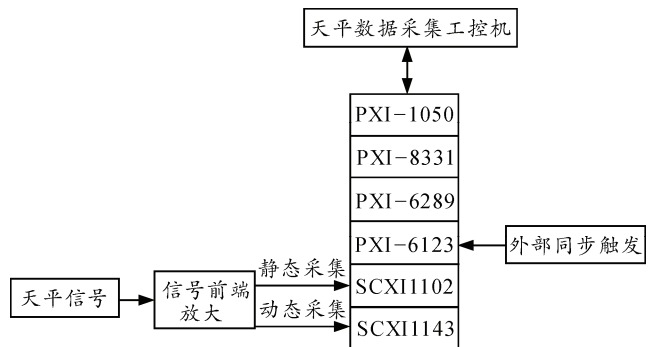 天平数据采集工控机
PXI-1050
PXI-8331
PXI-6289
PXI-6123
外部同步触发
静态采集
SCXI1102
天平信号
信号前端
放大
动态采集
SCXI1143